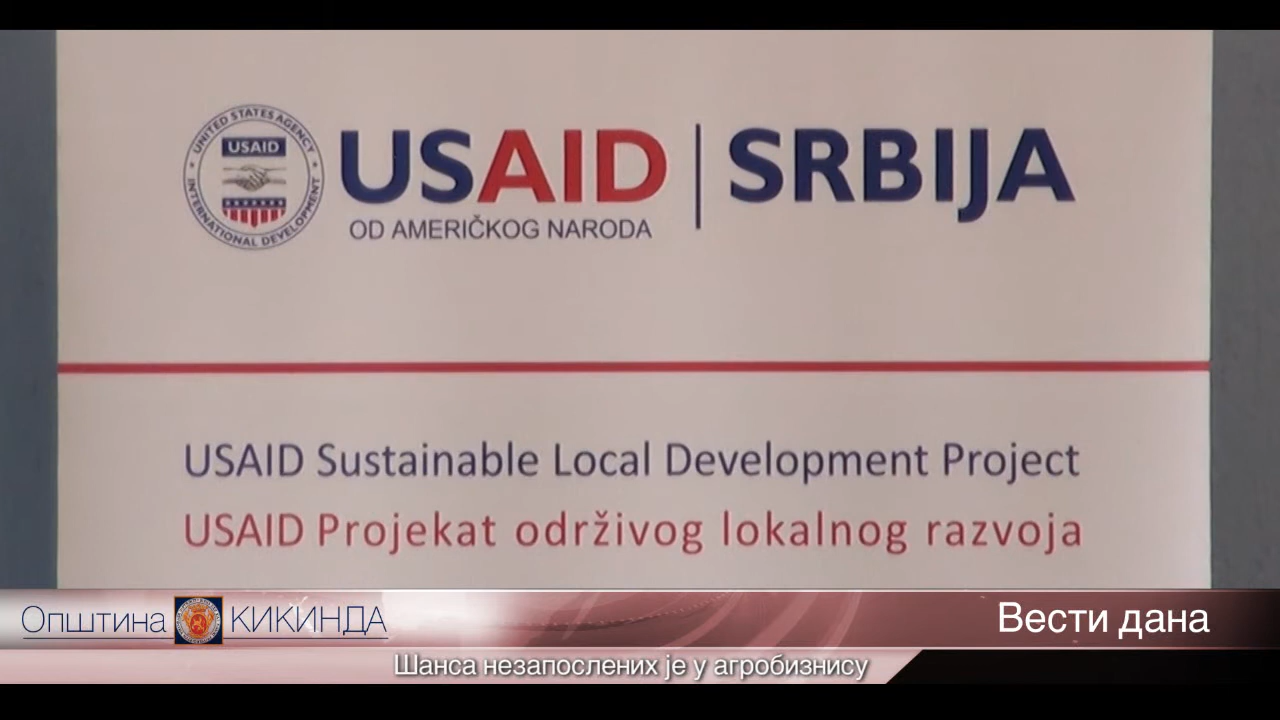 UNITED STATES AGENCY
USAID
INTERNATIONAL DEVELOPMENT
USAID | SRBIJA
OD AMERIČKOG NARODA
USAID Sustainable Local Development Project
USAID Projekat održivog lokalnog razvoja
Општина КИКИНДА
Вести дана
Шанса незапослених је у агробизнису